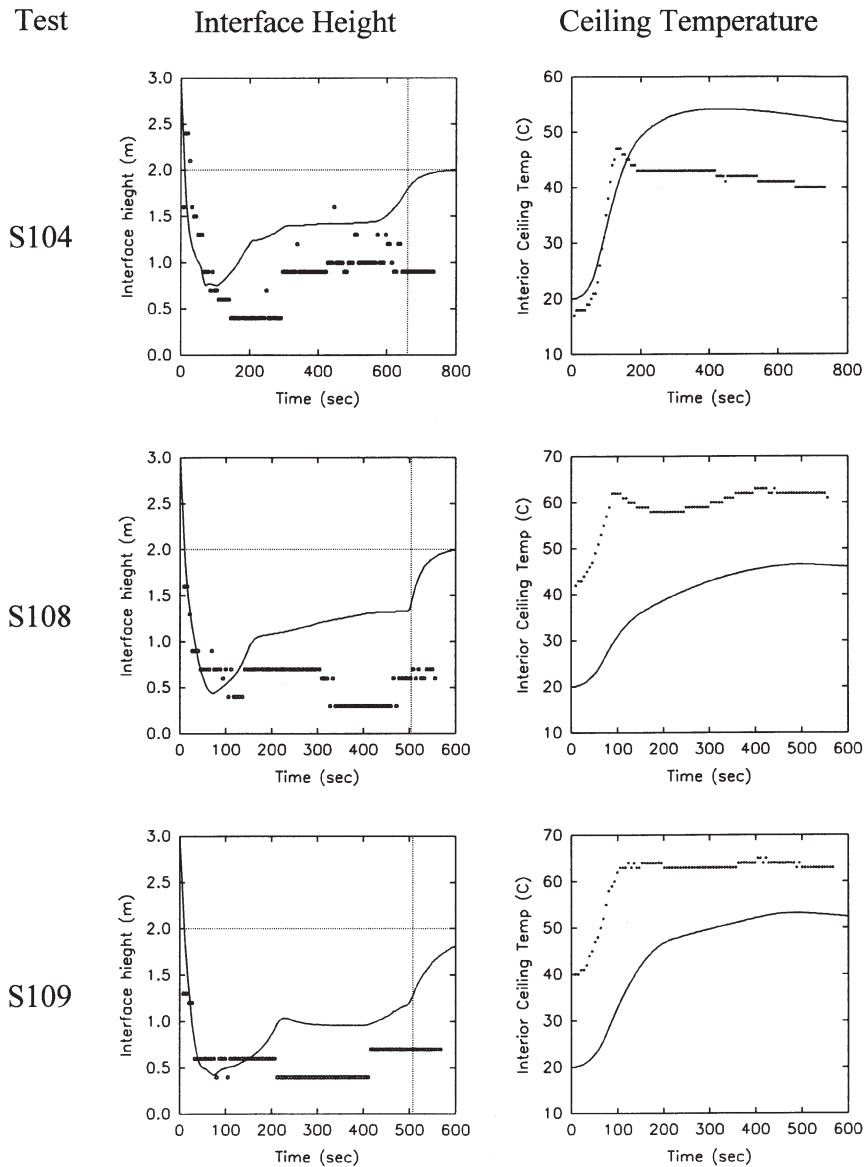 Test Interface Height Ceiling Temperature
S104
Interface hieght (m)
3.0
2.5
2.0
1.5
1.0
0.5
0.0
0 200 400 600 800
Time (sec)
Interior Ceiling Temp (C)
60
50
40
30
20
10
0 200 400 600 800
Time (sec)
S108
Interface hieght (m)
3.0
2.5
2.0
1.5
1.0
0.5
0.0
0 100 200 300 400 500 600
Time (sec)
Interior Ceiling Temp (C)
70
60
50
40
30
20
10
0 100 200 300 400 500 600
Time (sec)
S109
Interface hieght (m)
3.0
2.5
2.0
1.5
1.0
0.5
0.0
0 100 200 300 400 500 600
Time (sec)
Interior Ceiling Temp (C)
70
60
50
40
30
20
10
0 100 200 300 400 500 600
Time (sec)